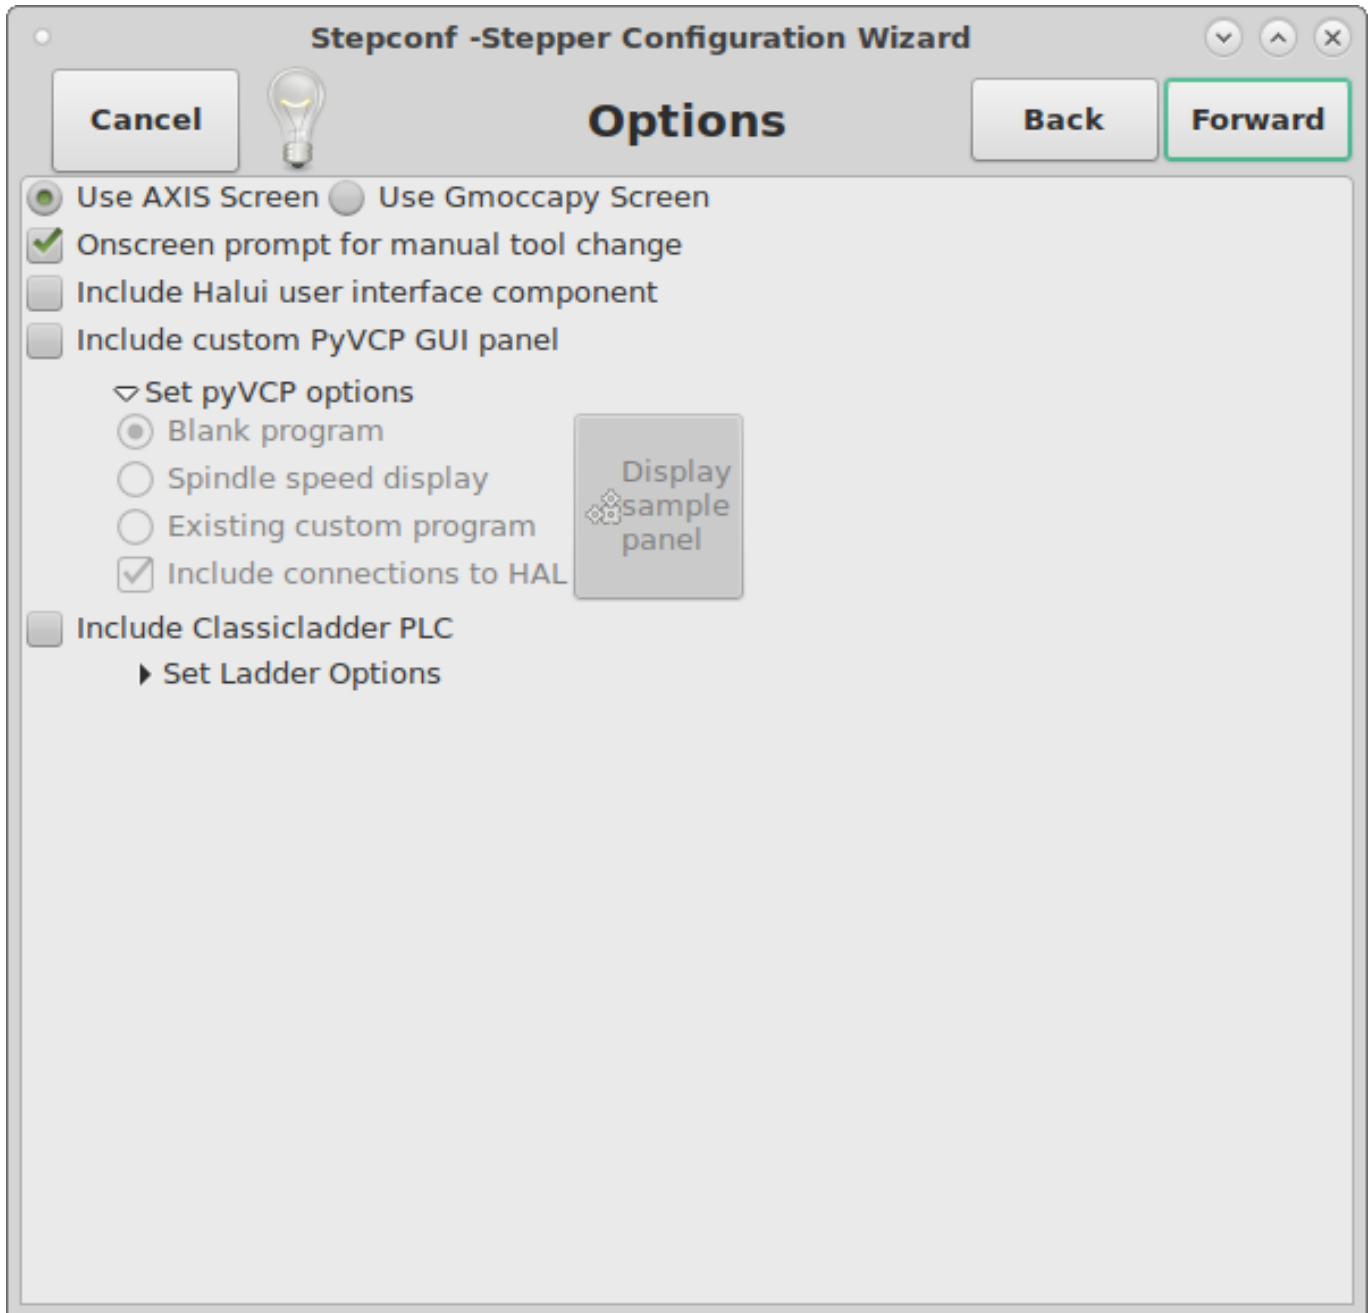 Stepconf -Stepper Configuration Wizard
Cancel
Options
Back
Forward
Use AXIS Screen Use Gmoccapy Screen
Onscreen prompt for manual tool change
Include Halui user interface component
Include custom PyVCP GUI panel
Set pyVCP options
Blank program
Spindle speed display
Existing custom program
Include connections to HAL
Display
sample
panel
Include Classicladder PLC
Set Ladder Options